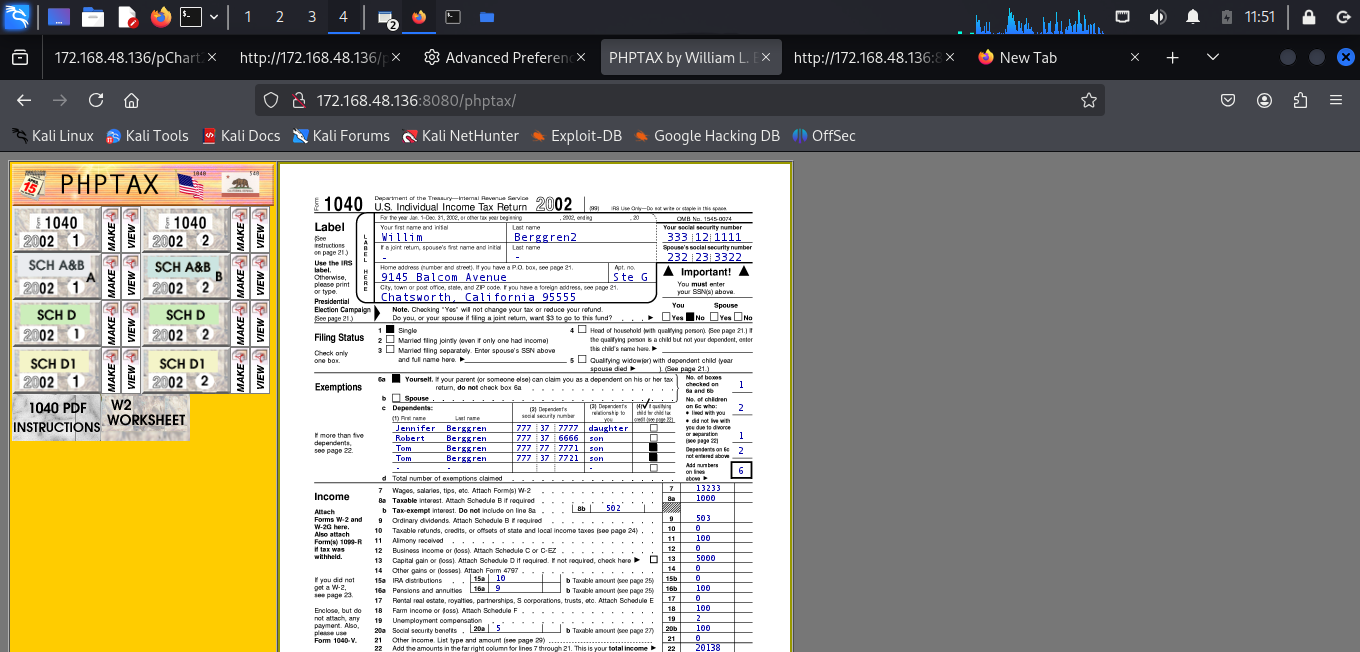 1 2 3 4 2 11:51
172.168.48.136/pChart http://172.168.48.136/p Advanced Preferenc PHPTAX by William L. B http://172.168.48.136:8 New Tab
172.168.48.136:8080/phptax/
Kali Linux Kali Tools Kali Docs Kali Forums Kali NetHunter Exploit-DB Google Hacking DB OffSec
APRIL 15 PHPTAX 1040 540
Form 1040 2002 1 MAKE VIEW Form 1040 2002 2 MAKE VIEW
SCH A&B 2002 1 A MAKE VIEW SCH A&B 2002 2 B MAKE VIEW
SCH D 2002 1 MAKE VIEW SCH D 2002 2 MAKE VIEW
SCH D1 2002 1 MAKE VIEW SCH D1 2002 2 MAKE VIEW
1040 PDF INSTRUCTIONS W2 WORKSHEET
Form 1040 Department of the Treasury—Internal Revenue Service
U.S. Individual Income Tax Return 2002 (99) IRS Use Only—Do not write or staple in this space.
For the year Jan. 1-Dec. 31, 2002, or other tax year beginning , 2002, ending , 20 OMB No. 1545-0074
Label
(See
instructions
on page 21.)
Use the IRS
label.
Otherwise,
please print
or type.
LABEL HERE
Your first name and initial Last name Your social security number
Willim Berggren2 333 12 1111
If a joint return, spouse's first name and initial Last name Spouse's social security number
- - 232 23 3322
Home address (number and street). If you have a P.O. box, see page 21. Apt. no.
9145 Balcom Avenue Ste G
City, town or post office, state, and ZIP code. If you have a foreign address, see page 21.
Chatsworth, California 95555
Important!
You must enter
your SSN(s) above.
Presidential
Election Campaign
(See page 21.)
Note. Checking "Yes" will not change your tax or reduce your refund.
Do you, or your spouse if filing a joint return, want $3 to go to this fund?
You Spouse
Yes No Yes No
Filing Status
Check only
one box.
1 Single
2 Married filing jointly (even if only one had income)
3 Married filing separately. Enter spouse's SSN above
and full name here.
4 Head of household (with qualifying person). (See page 21.) If
the qualifying person is a child but not your dependent, enter
this child's name here.
5 Qualifying widow(er) with dependent child (year
spouse died ). (See page 21.)
Exemptions
If more than five
dependents,
see page 22.
6a Yourself. If your parent (or someone else) can claim you as a dependent on his or her tax
return, do not check box 6a
b Spouse
c Dependents:
(1) First name Last name
(2) Dependent's
social security number
(3) Dependent's
relationship to
you
(4) if qualifying
child for child tax
credit (see page 22)
Jennifer Berggren 777 37 7777 daughter
Robert Berggren 777 37 6666 son
Tom Berggren 777 77 7771 son
Tom Berggren 777 37 7721 son
- - -
d Total number of exemptions claimed
No. of boxes
checked on
6a and 6b 1
No. of children
on 6c who:
• lived with you 2
• did not live with
you due to divorce
or separation
(see page 22) 1
Dependents on 6c
not entered above 2
Add numbers
on lines
above 6
Income
Attach
Forms W-2 and
W-2G here.
Also attach
Form(s) 1099-R
if tax was
withheld.
If you did not
get a W-2,
see page 23.
Enclose, but do
not attach, any
payment. Also,
please use
Form 1040-V.
7 Wages, salaries, tips, etc. Attach Form(s) W-2 7 13233
8a Taxable interest. Attach Schedule B if required 8a 1000
b Tax-exempt interest. Do not include on line 8a 8b 502
9 Ordinary dividends. Attach Schedule B if required 9 503
10 Taxable refunds, credits, or offsets of state and local income taxes (see page 24) 10 0
11 Alimony received 11 100
12 Business income or (loss). Attach Schedule C or C-EZ 12 0
13 Capital gain or (loss). Attach Schedule D if required. If not required, check here 13 5000
14 Other gains or (losses). Attach Form 4797 14 0
15a IRA distributions 15a 10 b Taxable amount (see page 25) 15b 0
16a Pensions and annuities 16a 9 b Taxable amount (see page 25) 16b 100
17 Rental real estate, royalties, partnerships, S corporations, trusts, etc. Attach Schedule E 17 0
18 Farm income or (loss). Attach Schedule F 18 100
19 Unemployment compensation 19 2
20a Social security benefits 20a 5 b Taxable amount (see page 27) 20b 100
21 Other income. List type and amount (see page 29) 21 0
22 Add the amounts in the far right column for lines 7 through 21. This is your total income 22 20138